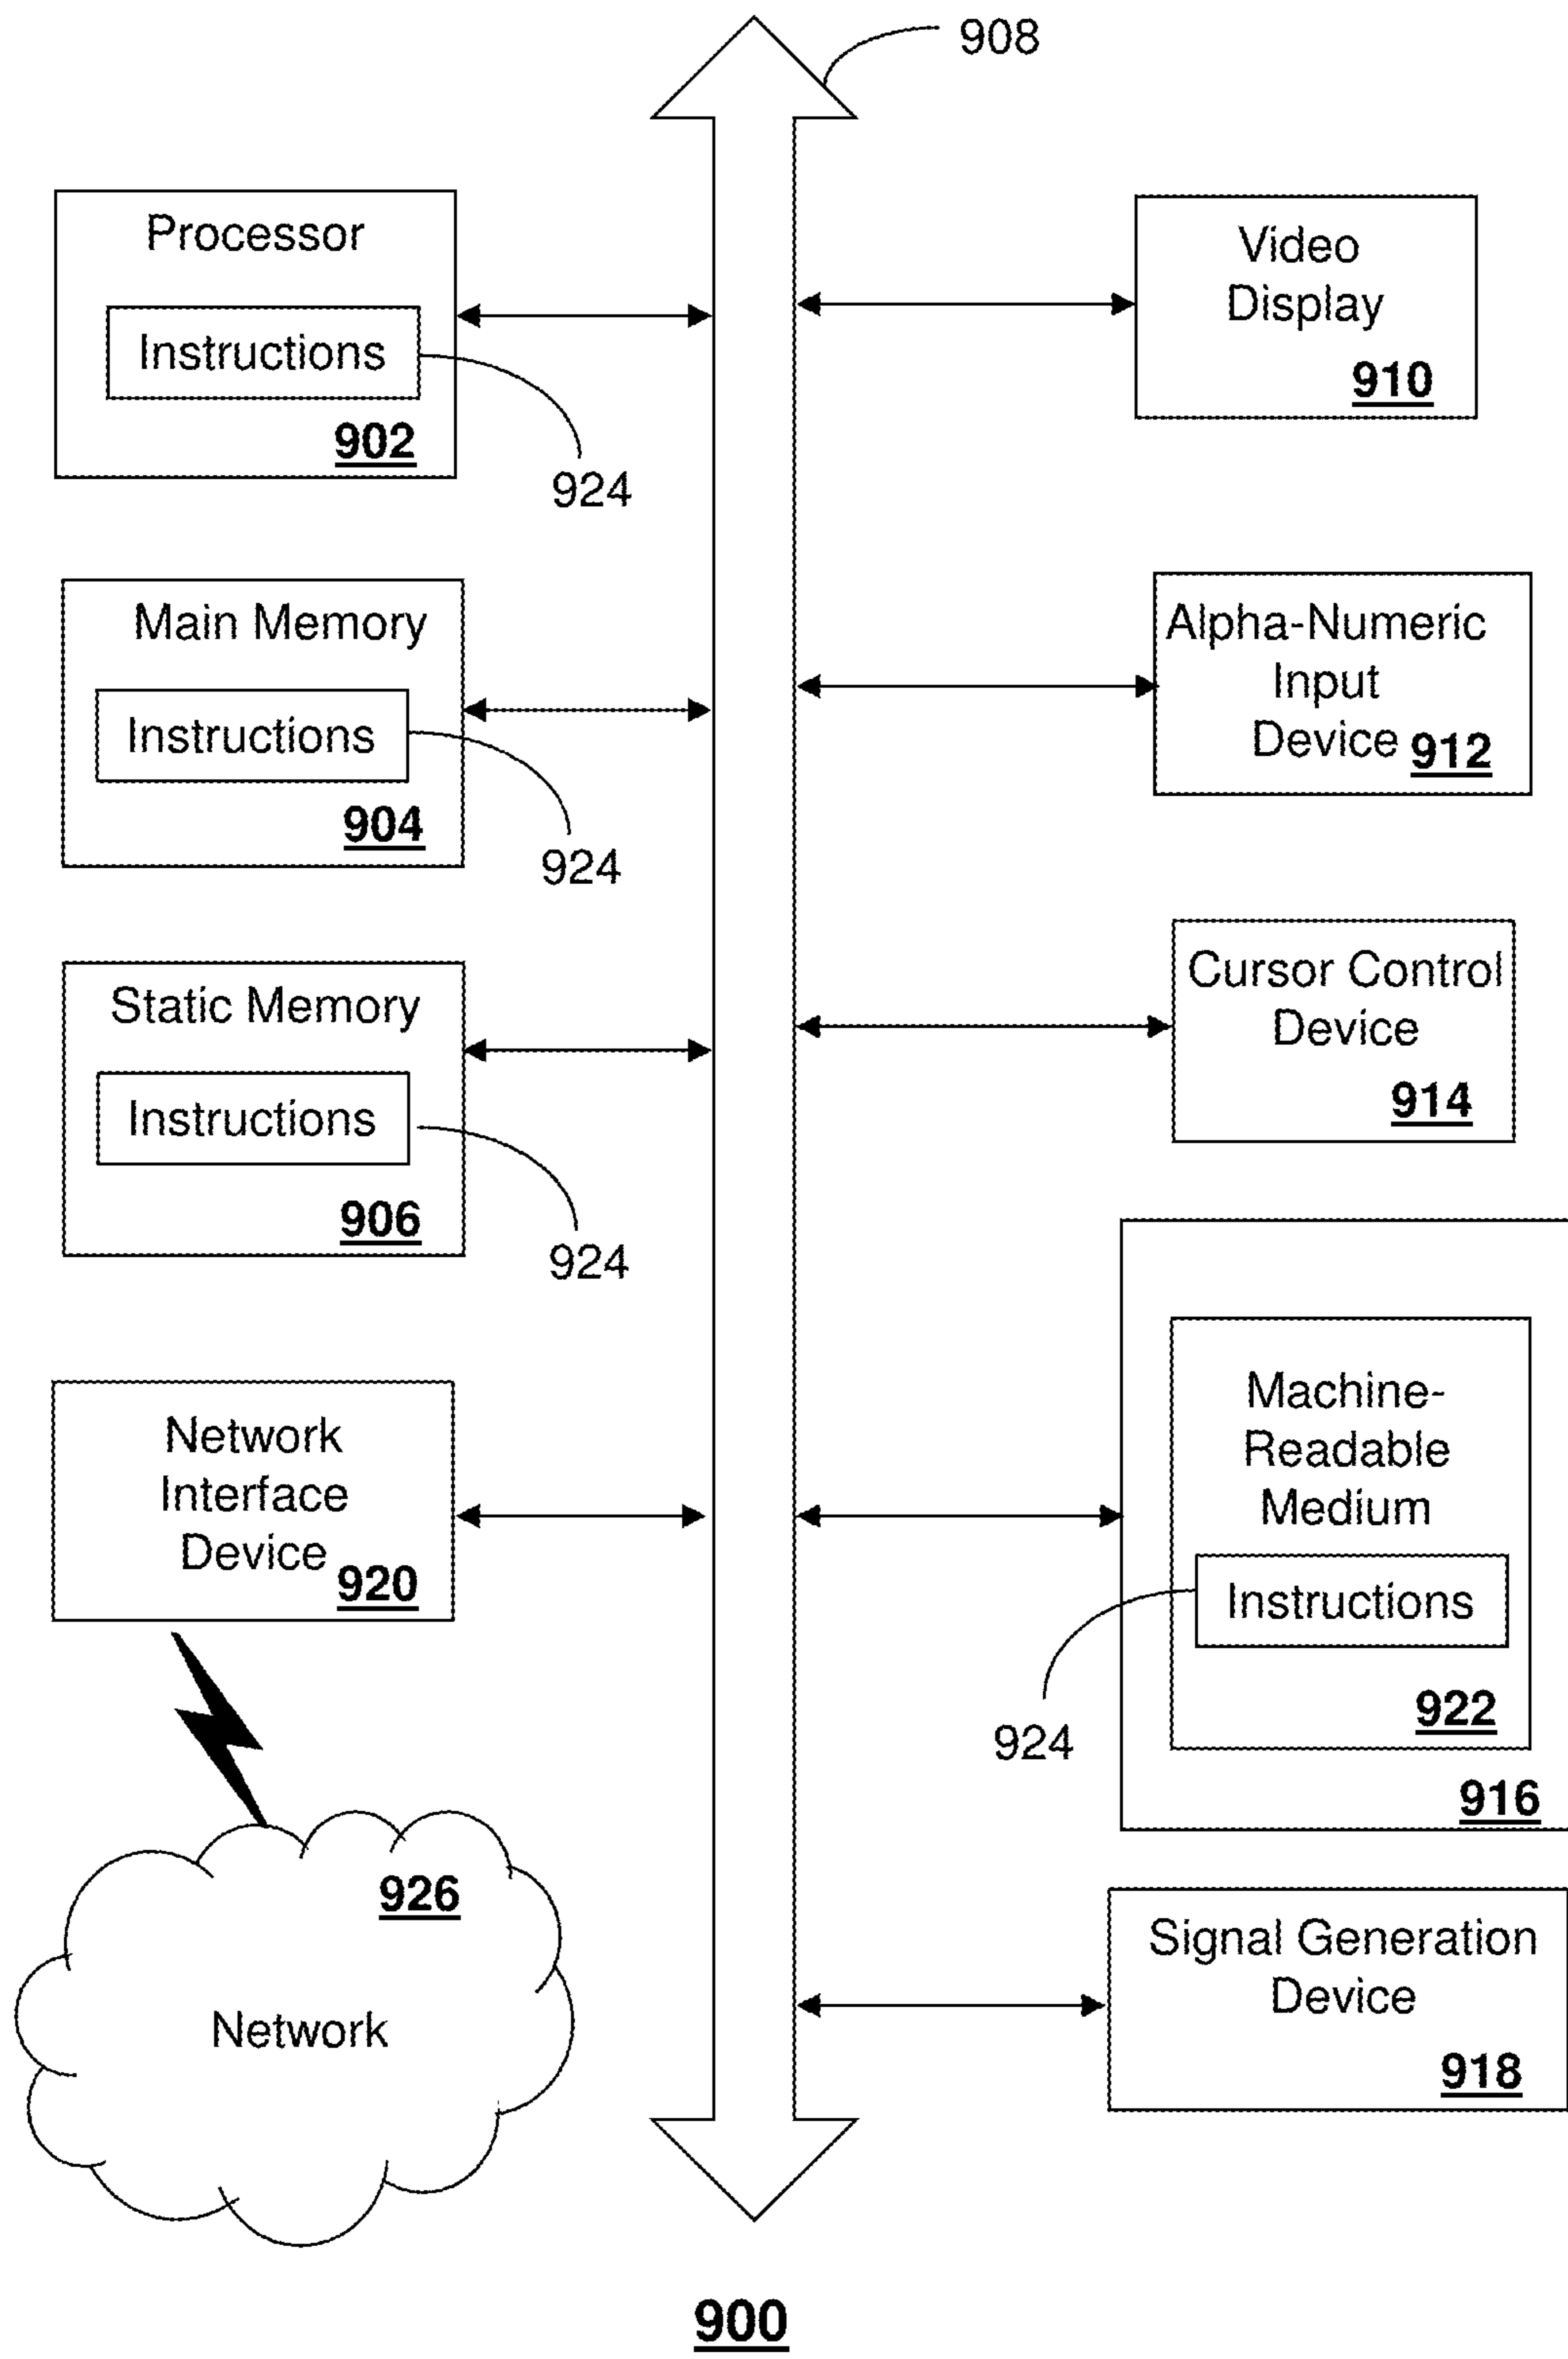 908
Processor
Instructions
902
924
Video
Display
910
Main Memory
Instructions
904
924
Alpha-Numeric
Input
Device 912
Static Memory
Instructions
906
924
Cursor Control
Device
914
Network
Interface
Device 920
Machine-
Readable
Medium
Instructions
922
924
916
926
Network
Signal Generation
Device
918
900